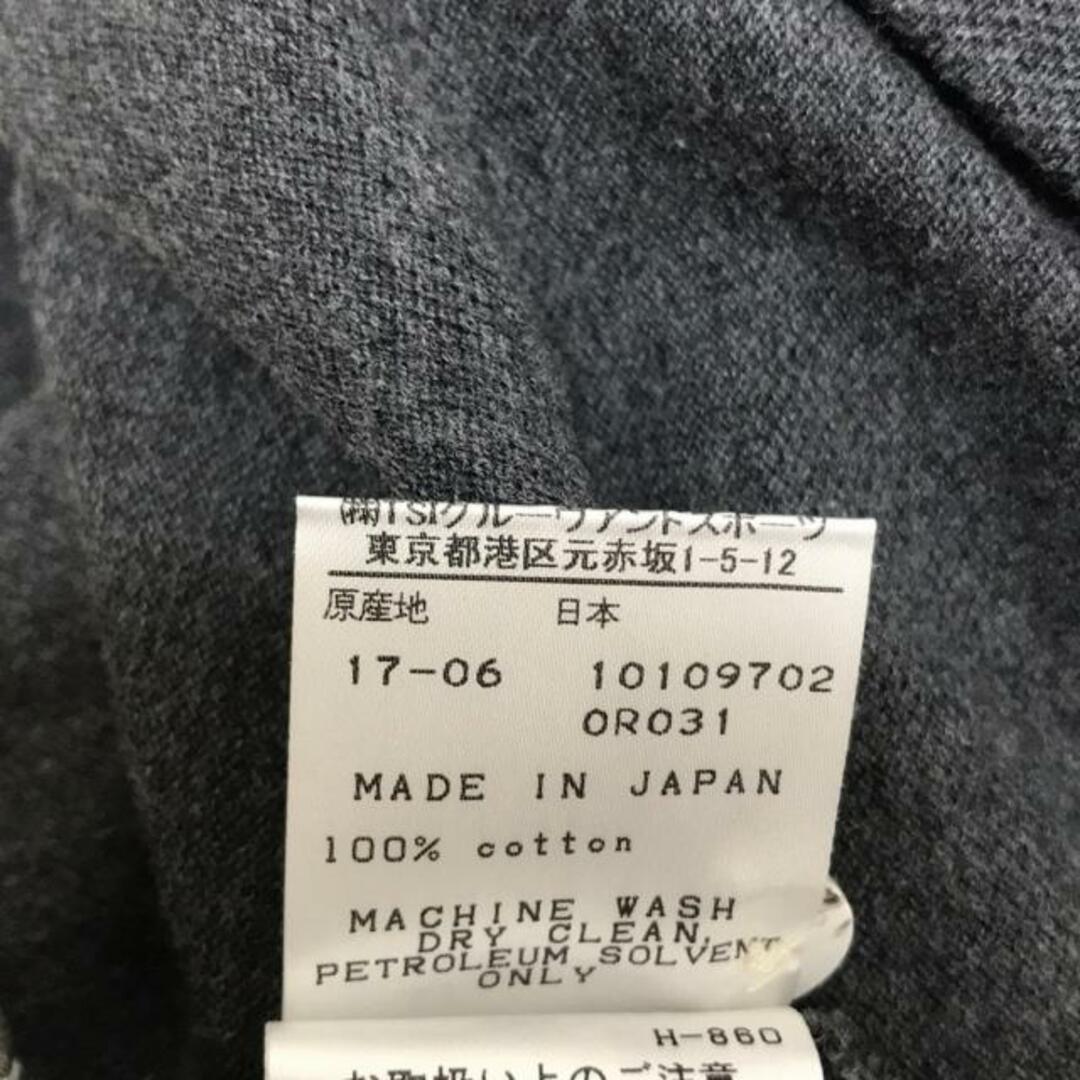 ㈱TSIグルーヴアンドスポーツ
東京都港区元赤坂1-5-12
原産地 日本
17-06 10109702
0R031
MADE IN JAPAN
100% cotton
MACHINE WASH
DRY CLEAN,
PETROLEUM SOLVENT
ONLY
H-860
お取扱い上のご注意